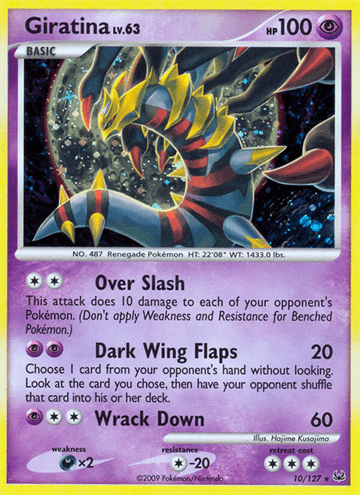 Giratina LV.63 HP 100
BASIC
NO. 487 Renegade Pokémon HT: 22'08" WT: 1433.0 lbs.
Over Slash
This attack does 10 damage to each of your opponent's
Pokémon. (Don't apply Weakness and Resistance for Benched
Pokémon.)
Dark Wing Flaps 20
Choose 1 card from your opponent's hand without looking.
Look at the card you chose, then have your opponent shuffle
that card into his or her deck.
Wrack Down 60
Illus. Hajime Kusajima
weakness resistance retreat cost
×2 -20
©2009 Pokémon/Nintendo 10/127 ★